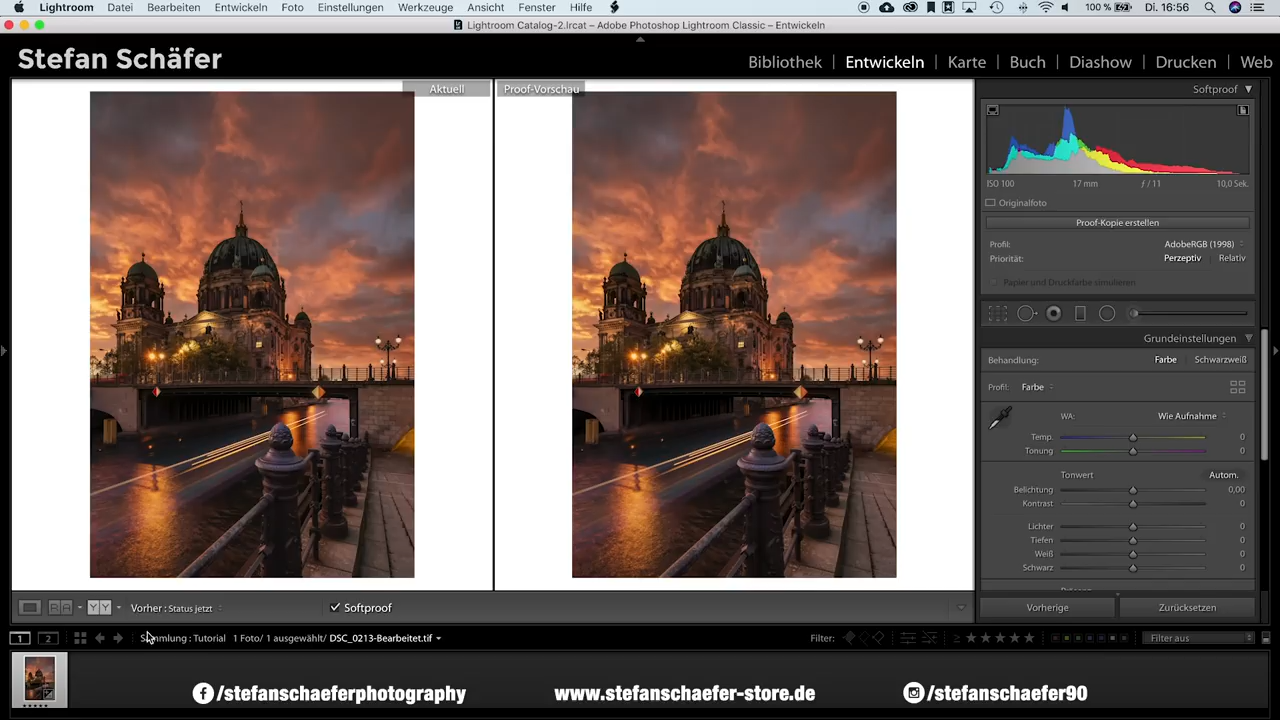 Lightroom Datei Bearbeiten Entwickeln Foto Einstellungen Werkzeuge Ansicht Fenster Hilfe 100 % Di. 16:56
Lightroom Catalog-2.lrcat – Adobe Photoshop Lightroom Classic – Entwickeln
Stefan Schäfer
Bibliothek | Entwickeln | Karte | Buch | Diashow | Drucken | Web
Aktuell
Proof-Vorschau
Softproof
ISO 100 17 mm ƒ / 11 10,0 Sek.
Originalfoto
Proof-Kopie erstellen
Profil: AdobeRGB (1998)
Priorität: Perzeptiv Relativ
Papier und Druckfarbe simulieren
Grundeinstellungen
Behandlung: Farbe Schwarzweiß
Profil: Farbe
WA: Wie Aufnahme
Temp. 0
Tonung 0
Tonwert Autom.
Belichtung 0,00
Kontrast 0
Lichter 0
Tiefen 0
Weiß 0
Schwarz 0
R A Y Y Vorher : Status jetzt Softproof
Vorherige Zurücksetzen
1 2 Sammlung : Tutorial 1 Foto/ 1 ausgewählt/ DSC_0213-Bearbeitet.tif Filter: Filter aus
/stefanschaeferphotography www.stefanschaefer-store.de /stefanschaefer90